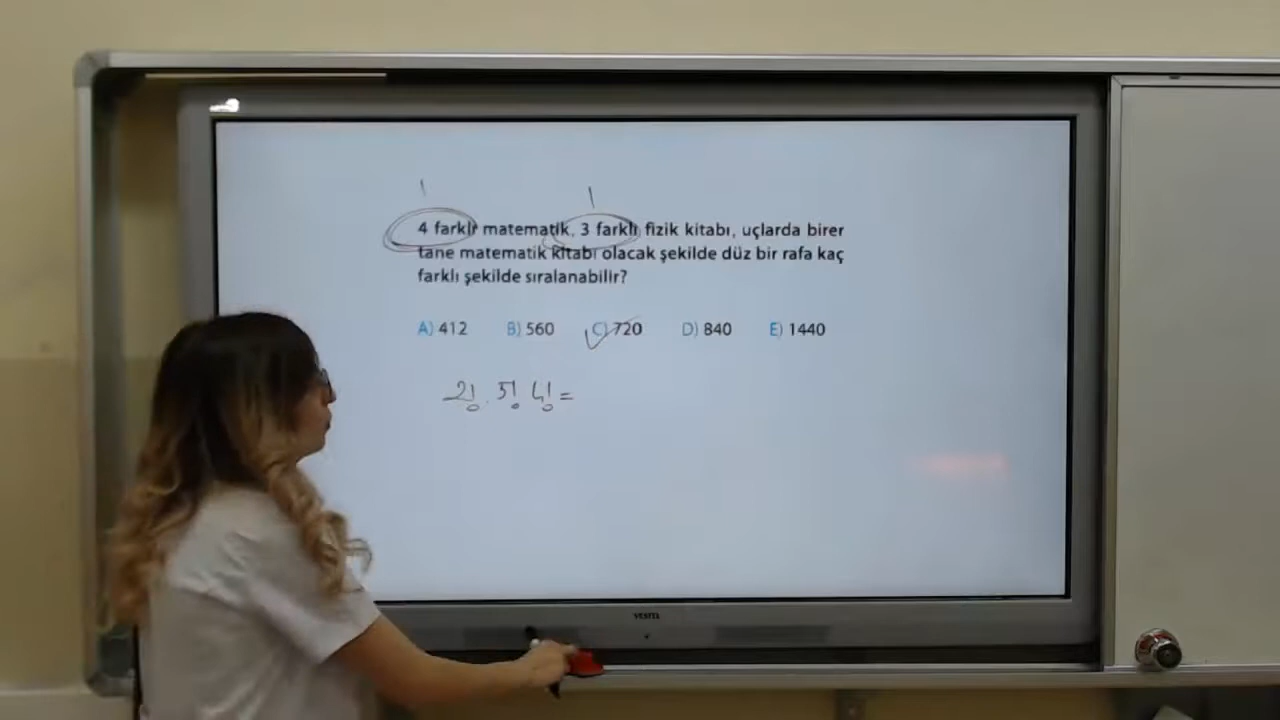 4 farklı matematik, 3 farklı fizik kitabı, uçlarda birer
tane matematik kitabı olacak şekilde düz bir rafa kaç
farklı şekilde sıralanabilir?
A) 412 B) 560 C) 720 D) 840 E) 1440
2! . 5! 4! =
VESTEL